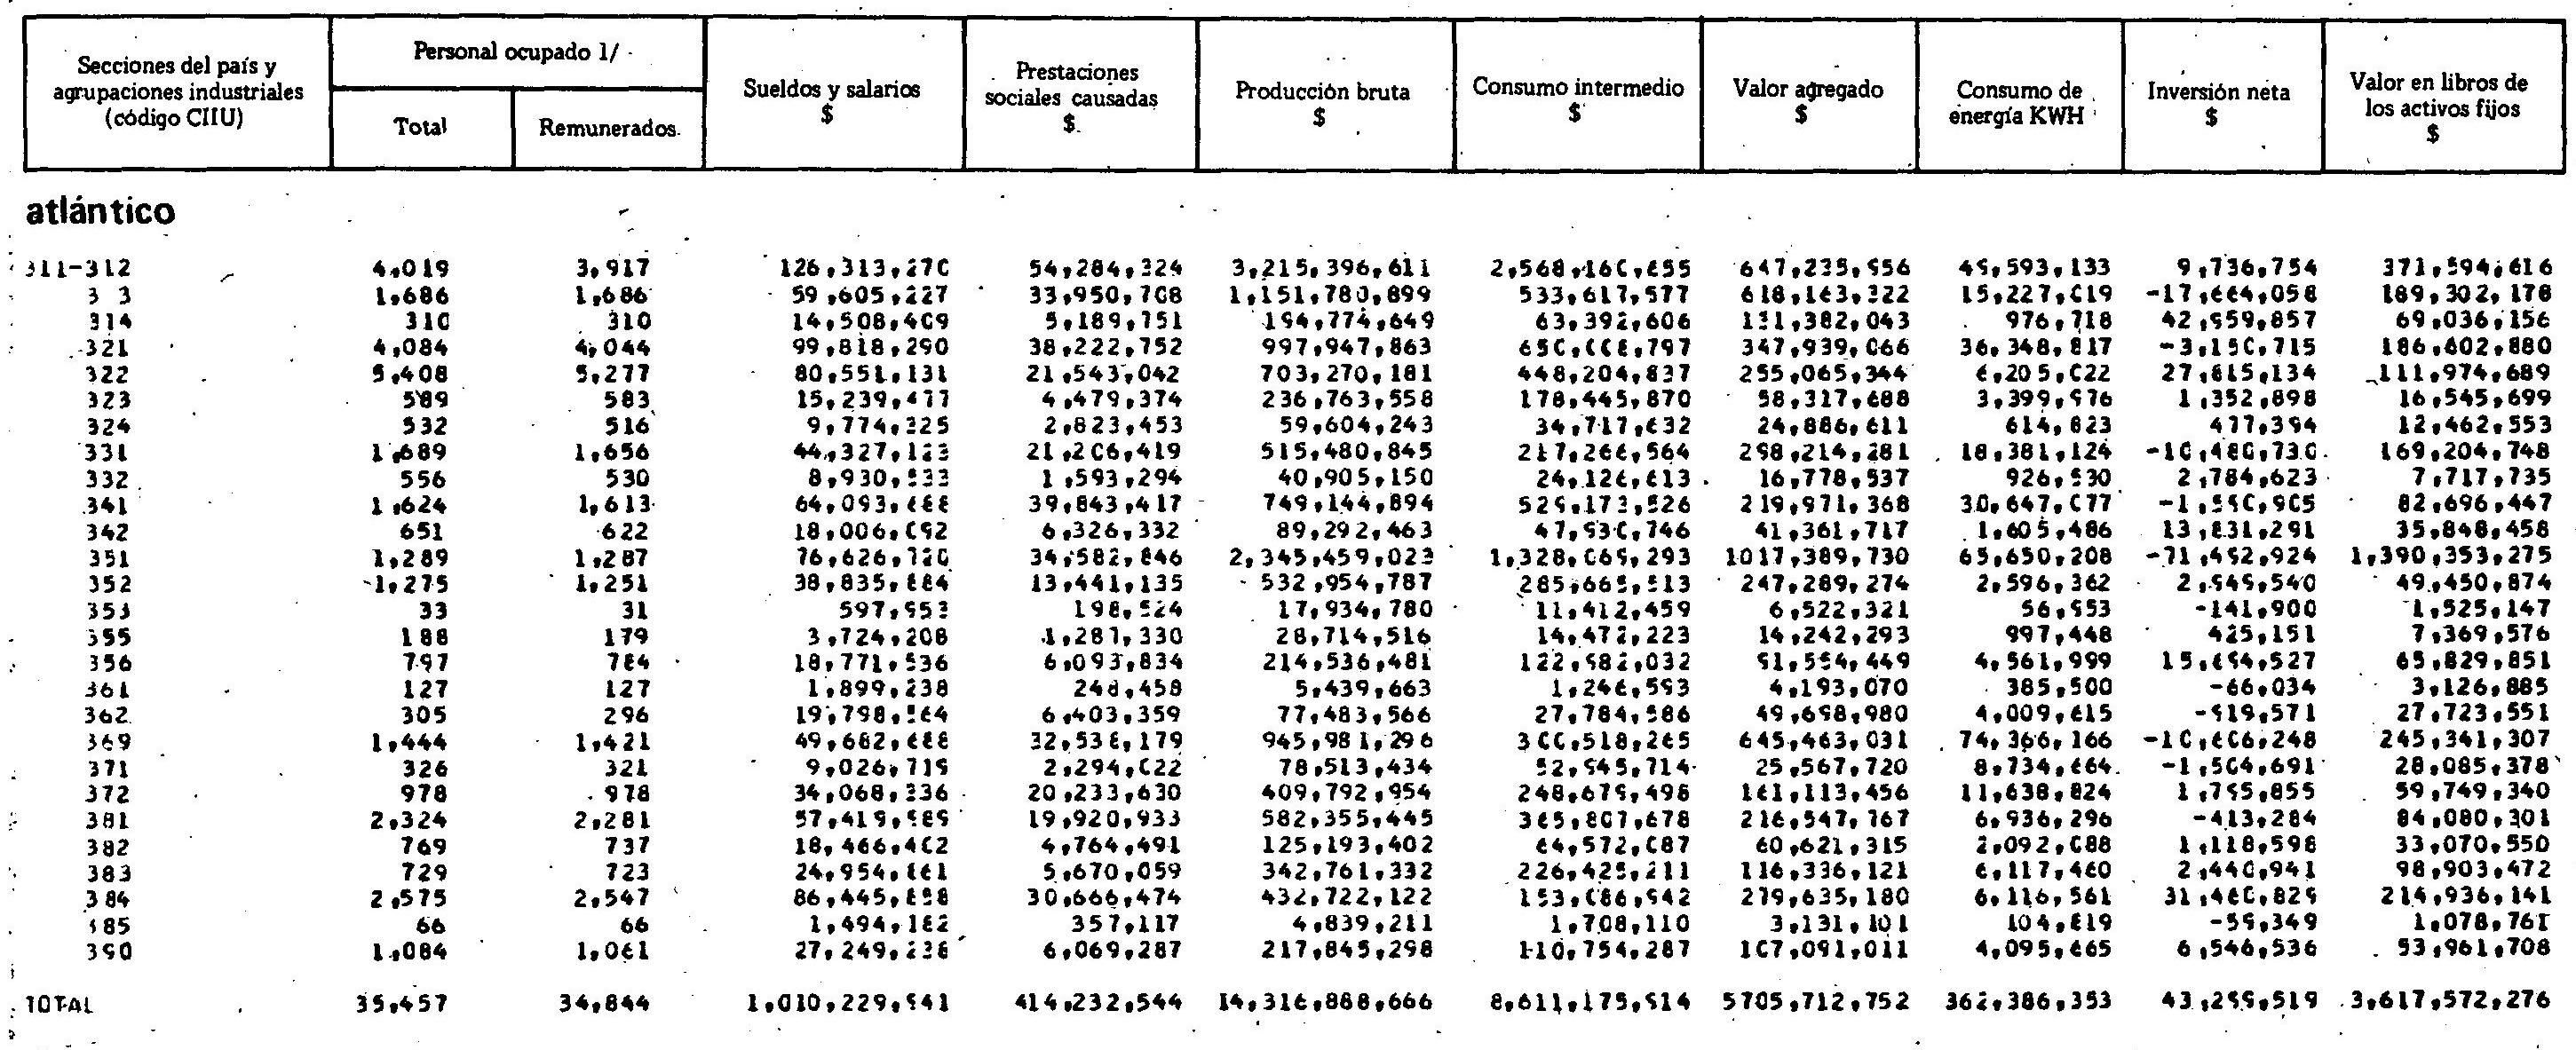 Secciones del país y agrupaciones industriales (código CIIU)
Personal ocupado 1/
Total
Remunerados
Sueldos y salarios $
Prestaciones sociales causadas $
Producción bruta $
Consumo intermedio $
Valor agregado $
Consumo de energía KWH
Inversión neta $
Valor en libros de los activos fijos $
atlántico
311-312 4,019 3,917 126,313,270 54,284,324 3,215,396,611 2,568,160,655 647,235,956 45,593,133 9,736,754 371,594,616
3 3 1,686 1,686 59,605,227 33,950,708 1,151,780,899 533,617,577 618,163,322 15,227,019 -17,664,058 189,302,178
314 310 310 14,508,409 5,189,751 194,774,649 63,392,606 131,382,043 976,718 42,959,857 69,036,156
321 4,084 4,044 99,818,290 38,222,752 997,947,863 650,008,797 347,939,066 36,348,817 -3,150,715 186,602,880
322 5,408 5,277 80,551,131 21,543,042 703,270,181 448,204,837 255,065,344 6,205,022 27,615,134 111,974,689
323 589 583 15,239,477 4,479,374 236,763,558 178,445,870 58,317,688 3,399,976 1,352,898 16,545,699
324 532 516 9,774,325 2,823,453 59,604,243 34,717,632 24,886,611 614,823 477,394 12,462,553
331 1,689 1,656 44,327,123 21,206,419 515,480,845 217,266,564 298,214,281 18,381,124 -10,480,730 169,204,748
332 556 530 8,930,533 1,593,294 40,905,150 24,126,613 16,778,537 926,530 2,784,623 7,717,735
341 1,624 1,613 64,093,688 39,843,417 749,144,894 529,173,526 219,971,368 30,647,077 -1,550,905 82,696,447
342 651 622 18,006,092 6,326,332 89,292,463 47,930,746 41,361,717 1,605,486 13,831,291 35,848,458
351 1,289 1,287 76,626,720 34,582,846 2,345,459,023 1,328,069,293 1017,389,730 65,650,208 -71,452,924 1,390,353,275
352 1,275 1,251 38,835,684 13,441,135 532,954,787 285,665,513 247,289,274 2,596,362 2,549,540 49,450,874
353 33 31 597,953 198,524 17,934,780 11,412,459 6,522,321 56,953 -141,900 1,525,147
355 188 179 3,724,208 1,287,330 28,714,516 14,472,223 14,242,293 997,448 425,151 7,369,576
356 797 784 18,771,536 6,093,834 214,536,481 122,582,032 91,954,449 4,561,999 15,694,527 65,829,851
361 127 127 1,899,238 248,458 5,439,663 1,246,593 4,193,070 385,500 -66,034 3,126,885
362 305 296 19,798,564 6,403,359 77,483,566 27,784,586 49,698,980 4,009,615 -919,571 27,723,551
369 1,444 1,421 49,662,688 32,538,179 945,981,296 300,518,265 645,463,031 74,366,166 -10,606,248 245,341,307
371 326 321 9,026,719 2,294,022 78,513,434 52,945,714 25,567,720 8,734,664 -1,504,691 28,085,378
372 978 978 34,068,336 20,233,630 409,792,954 248,679,498 161,113,456 11,638,824 1,795,855 59,749,340
381 2,324 2,281 57,419,989 19,920,933 582,355,445 365,807,678 216,547,767 6,936,296 -413,284 84,080,301
382 769 737 18,466,402 4,764,491 125,193,402 64,572,087 60,621,315 2,092,088 1,118,598 33,070,550
383 729 723 24,954,661 5,670,059 342,761,332 226,425,211 116,336,121 6,117,460 2,440,941 98,903,472
384 2,575 2,547 86,445,898 30,666,474 432,722,122 153,086,942 279,635,180 6,116,561 31,460,829 214,936,141
385 66 66 1,494,182 357,117 4,839,211 1,708,110 3,131,101 104,819 -59,349 1,078,761
390 1,084 1,061 27,249,238 6,069,287 217,845,298 110,754,287 107,091,011 4,095,665 6,546,536 53,961,708
TOTAL 35,457 34,844 1,010,229,941 414,232,544 14,316,888,666 8,611,175,914 5705,712,752 362,386,353 43,299,519 3,617,572,276